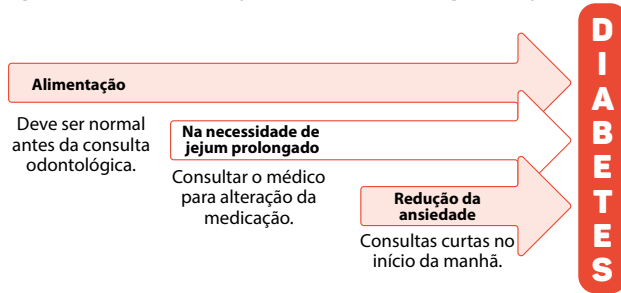 Alimentação
Deve ser normal
antes da consulta
odontológica.
Na necessidade de
jejum prolongado
Consultar o médico
para alteração da
medicação.
Redução da
ansiedade
Consultas curtas no
início da manhã.
DIABETES